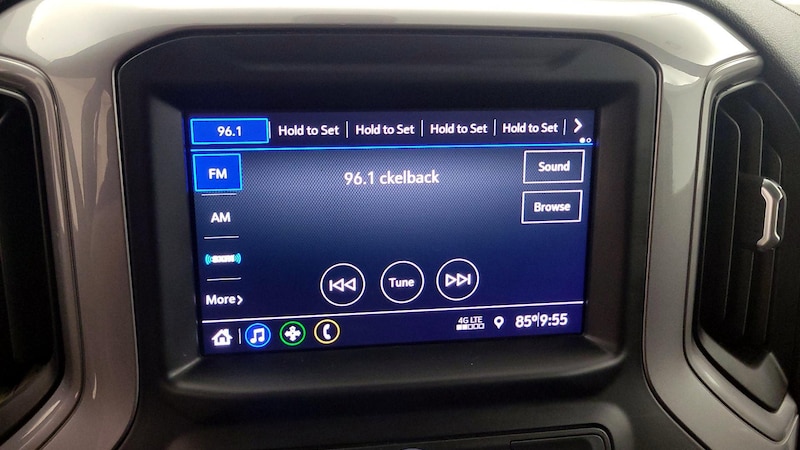 96.1 Hold to Set Hold to Set Hold to Set Hold to Set
FM
96.1 ckelback
Sound
AM
Browse
SXM
Tune
More
4G LTE
85° 9:55